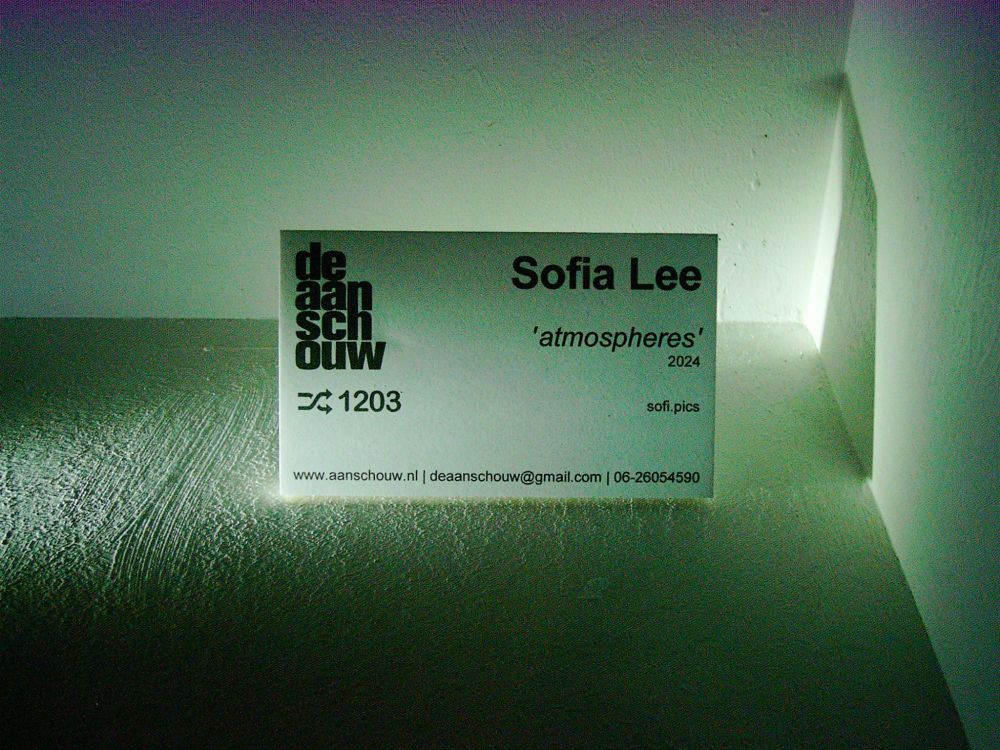 de
aan
sch
ouw
1203
Sofia Lee
'atmospheres'
2024
sofi.pics
www.aanschouw.nl | deaanschouw@gmail.com | 06-26054590